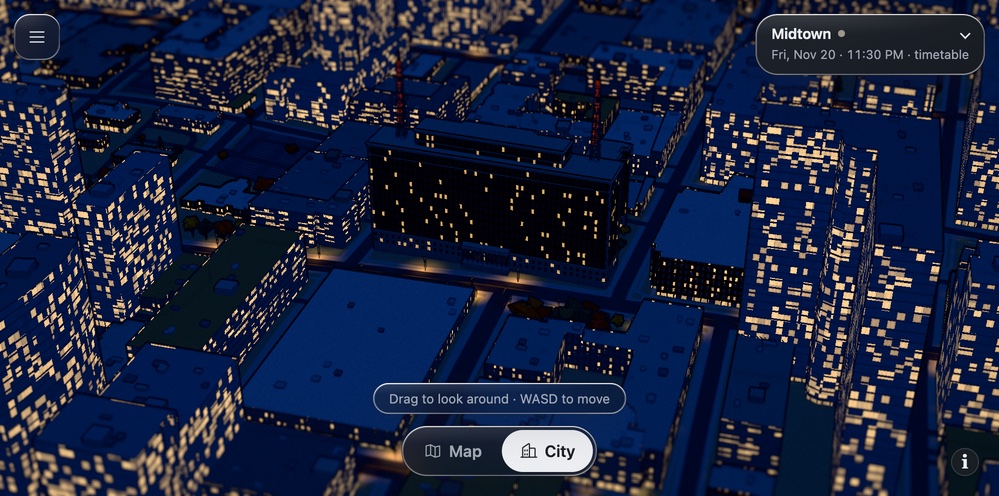 Midtown
Fri, Nov 20 · 11:30 PM · timetable
Drag to look around · WASD to move
Map
City